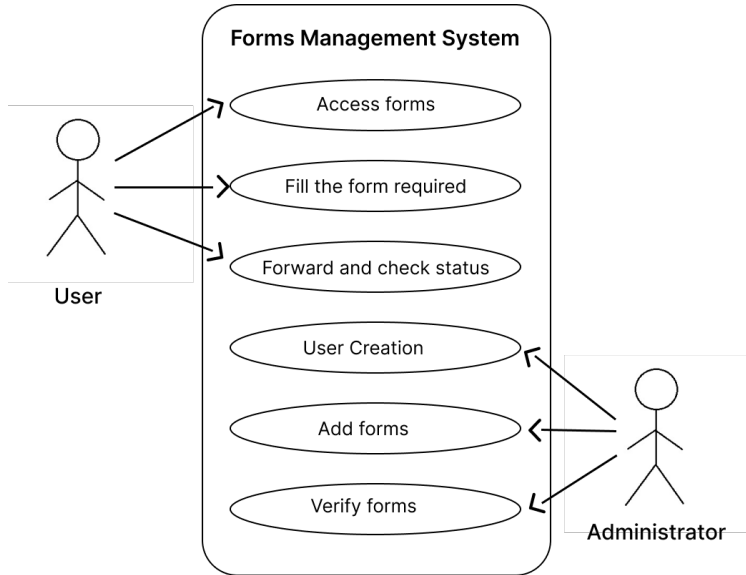 Forms Management System
Access forms
Fill the form required
Forward and check status
User
User Creation
Add forms
Verify forms
Administrator